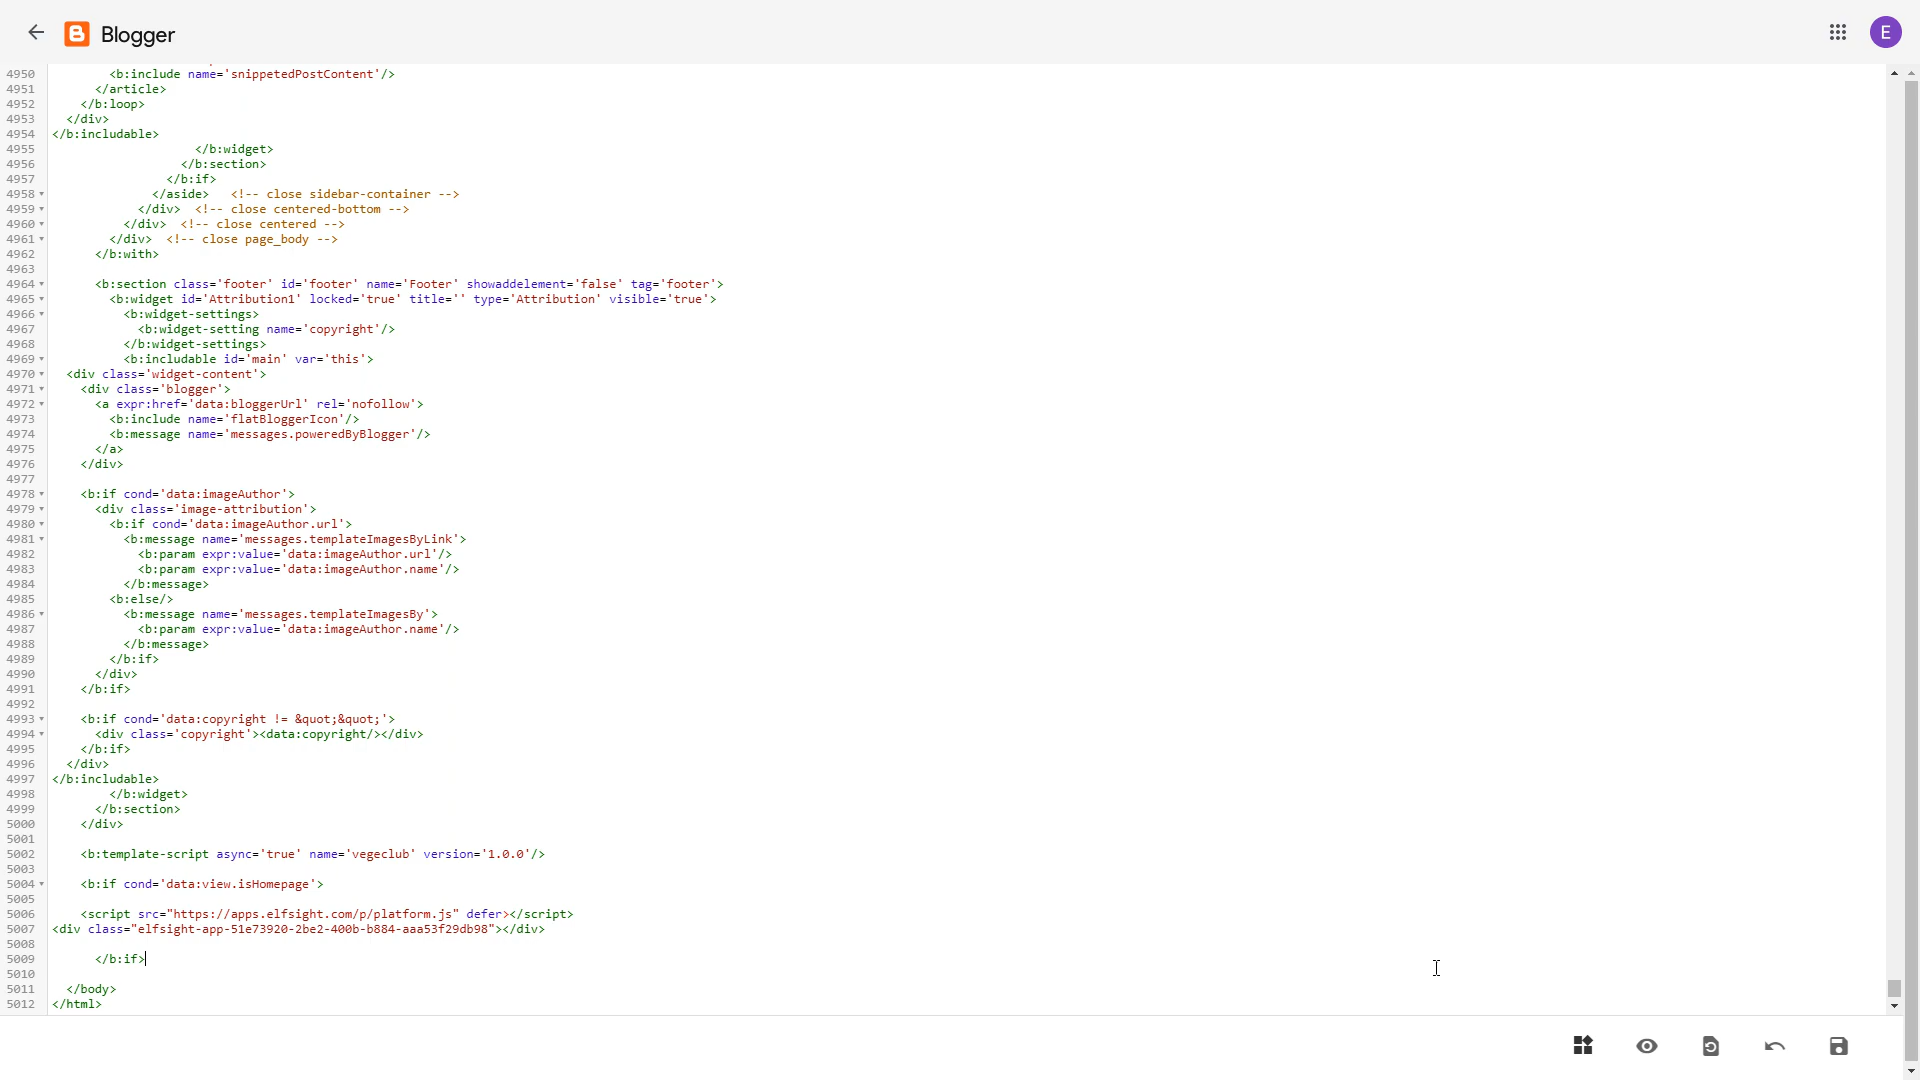 Blogger
E
4950 <b:include name='snippetedPostContent'/>
4951 </article>
4952 </b:loop>
4953 </div>
4954 </b:includable>
4955 </b:widget>
4956 </b:section>
4957 </b:if>
4958 </aside> <!-- close sidebar-container -->
4959 </div> <!-- close centered-bottom -->
4960 </div> <!-- close centered -->
4961 </div> <!-- close page_body -->
4962 </b:with>
4963
4964 <b:section class='footer' id='footer' name='Footer' showaddelement='false' tag='footer'>
4965 <b:widget id='Attribution1' locked='true' title='' type='Attribution' visible='true'>
4966 <b:widget-settings>
4967 <b:widget-setting name='copyright'/>
4968 </b:widget-settings>
4969 <b:includable id='main' var='this'>
4970 <div class='widget-content'>
4971 <div class='blogger'>
4972 <a expr:href='data:bloggerUrl' rel='nofollow'>
4973 <b:include name='flatBloggerIcon'/>
4974 <b:message name='messages.poweredByBlogger'/>
4975 </a>
4976 </div>
4977
4978 <b:if cond='data:imageAuthor'>
4979 <div class='image-attribution'>
4980 <b:if cond='data:imageAuthor.url'>
4981 <b:message name='messages.templateImagesByLink'>
4982 <b:param expr:value='data:imageAuthor.url'/>
4983 <b:param expr:value='data:imageAuthor.name'/>
4984 </b:message>
4985 <b:else/>
4986 <b:message name='messages.templateImagesBy'>
4987 <b:param expr:value='data:imageAuthor.name'/>
4988 </b:message>
4989 </b:if>
4990 </div>
4991 </b:if>
4992
4993 <b:if cond='data:copyright != &quot;&quot;'>
4994 <div class='copyright'><data:copyright/></div>
4995 </b:if>
4996 </div>
4997 </b:includable>
4998 </b:widget>
4999 </b:section>
5000 </div>
5001
5002 <b:template-script async='true' name='vegeclub' version='1.0.0'/>
5003
5004 <b:if cond='data:view.isHomepage'>
5005
5006 <script src="https://apps.elfsight.com/p/platform.js" defer></script>
5007 <div class="elfsight-app-51e73920-2be2-400b-b884-aaa53f29db98"></div>
5008
5009 </b:if>
5010
5011 </body>
5012 </html>